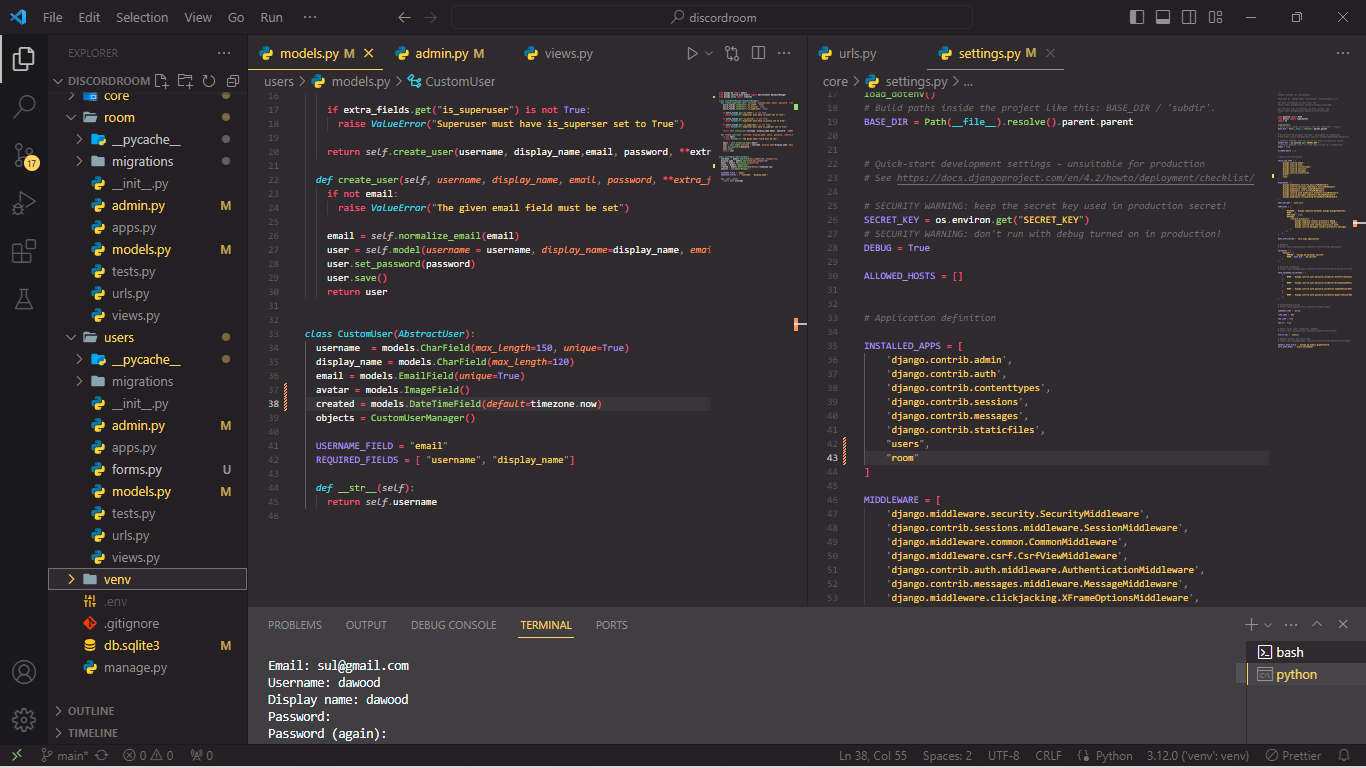 File Edit Selection View Go Run ··· discordroom
EXPLORER ···
DISCORDROOM
core
room
__pycache__
migrations
__init__.py
admin.py M
apps.py
models.py M
tests.py
urls.py
views.py
users
__pycache__
migrations
__init__.py
admin.py M
apps.py
forms.py U
models.py M
tests.py
urls.py
views.py
venv
.env
.gitignore
db.sqlite3 M
manage.py
OUTLINE
TIMELINE
17
models.py M admin.py M views.py
users > models.py > CustomUser
16
17 if extra_fields.get("is_superuser") is not True:
18 raise ValueError("Superuser must have is_superser set to True")
19
20 return self.create_user(username, display_name,email, password, **extr
21
22 def create_user(self, username, display_name, email, password, **extra_f
23 if not email:
24 raise ValueError("The given email field must be set")
25
26 email = self.normalize_email(email)
27 user = self.model(username = username, display_name=display_name, emai
28 user.set_password(password)
29 user.save()
30 return user
31
32
33 class CustomUser(AbstractUser):
34 username = models.CharField(max_length=150, unique=True)
35 display_name = models.CharField(max_length=120)
36 email = models.EmailField(unique=True)
37 avatar = models.ImageField()
38 created = models.DateTimeField(default=timezone.now)
39 objects = CustomUserManager()
40
41 USERNAME_FIELD = "email"
42 REQUIRED_FIELDS = [ "username", "display_name"]
43
44 def __str__(self):
45 return self.username
46
urls.py settings.py M
core > settings.py > ...
17 load_dotenv()
18 # Build paths inside the project like this: BASE_DIR / 'subdir'.
19 BASE_DIR = Path(__file__).resolve().parent.parent
20
21
22 # Quick-start development settings - unsuitable for production
23 # See https://docs.djangoproject.com/en/4.2/howto/deployment/checklist/
24
25 # SECURITY WARNING: keep the secret key used in production secret!
26 SECRET_KEY = os.environ.get("SECRET_KEY")
27 # SECURITY WARNING: don't run with debug turned on in production!
28 DEBUG = True
29
30 ALLOWED_HOSTS = []
31
32
33 # Application definition
34
35 INSTALLED_APPS = [
36 'django.contrib.admin',
37 'django.contrib.auth',
38 'django.contrib.contenttypes',
39 'django.contrib.sessions',
40 'django.contrib.messages',
41 'django.contrib.staticfiles',
42 "users",
43 "room"
44 ]
45
46 MIDDLEWARE = [
47 'django.middleware.security.SecurityMiddleware',
48 'django.contrib.sessions.middleware.SessionMiddleware',
49 'django.middleware.common.CommonMiddleware',
50 'django.middleware.csrf.CsrfViewMiddleware',
51 'django.contrib.auth.middleware.AuthenticationMiddleware',
52 'django.contrib.messages.middleware.MessageMiddleware',
53 'django.middleware.clickjacking.XFrameOptionsMiddleware',
PROBLEMS OUTPUT DEBUG CONSOLE TERMINAL PORTS
Email: sul@gmail.com
Username: dawood
Display name: dawood
Password:
Password (again):
bash
python
main* 0 0 0 Ln 38, Col 55 Spaces: 2 UTF-8 CRLF Python 3.12.0 ('venv': venv) Prettier